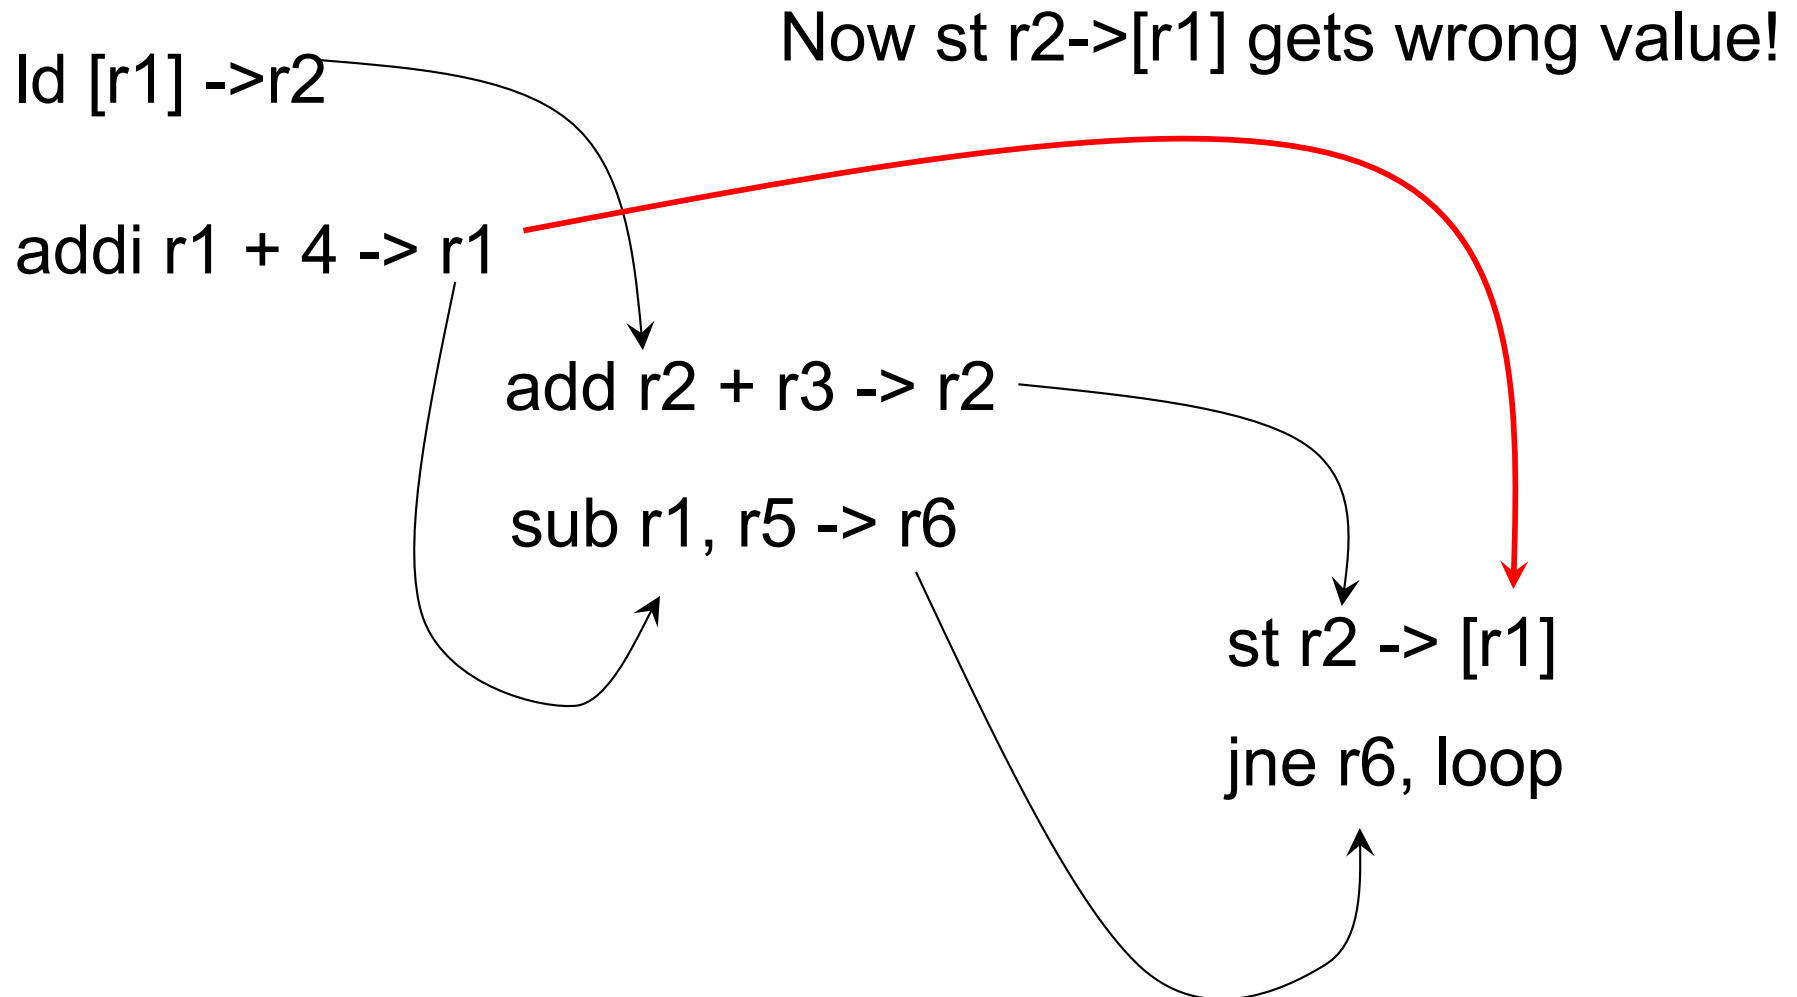 Now st r2->[r1] gets wrong value!
ld [r1] ->r2
addi r1 + 4 -> r1
add r2 + r3 -> r2
sub r1, r5 -> r6
st r2 -> [r1]
jne r6, loop